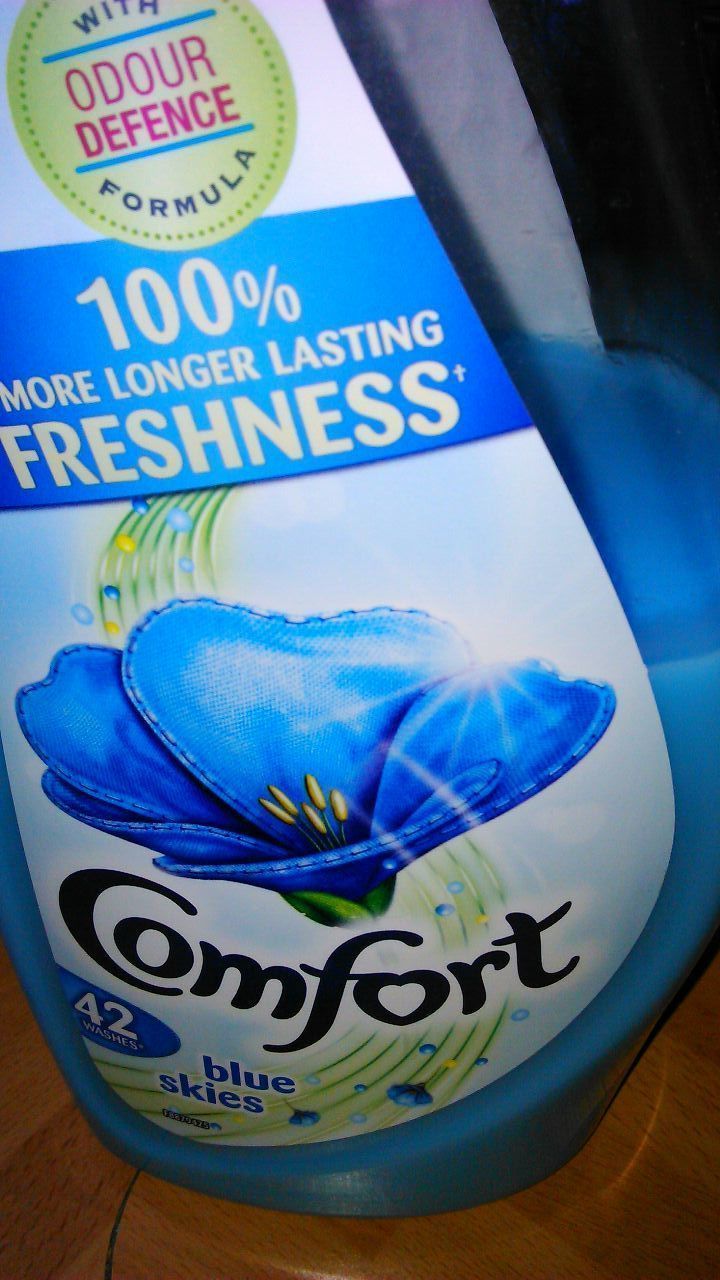 WITH
ODOUR
DEFENCE
FORMULA
100%
MORE LONGER LASTING
FRESHNESS†
Comfort
42
WASHES*
blue
skies